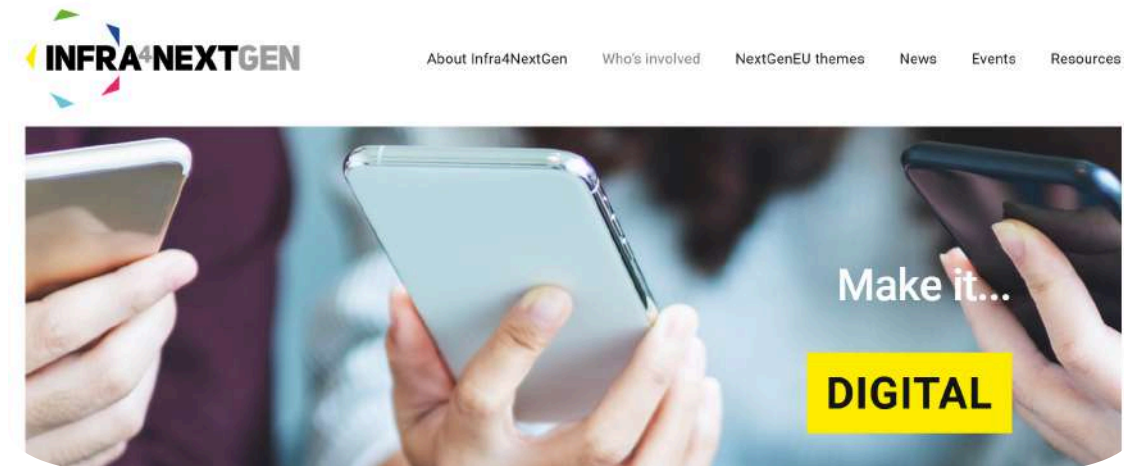 INFRA4NEXTGEN
About Infra4NextGen Who's involved NextGenEU themes News Events Resources
Make it...
DIGITAL